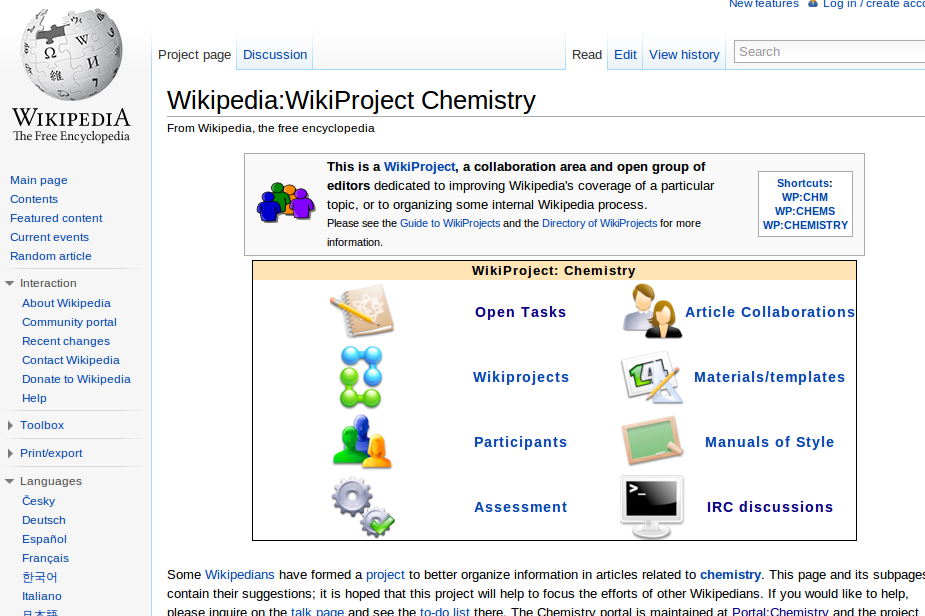 New features Log in / create acco
WIKIPEDIA
The Free Encyclopedia
Project page Discussion Read Edit View history Search
Wikipedia:WikiProject Chemistry
From Wikipedia, the free encyclopedia
Main page
Contents
Featured content
Current events
Random article
Interaction
About Wikipedia
Community portal
Recent changes
Contact Wikipedia
Donate to Wikipedia
Help
Toolbox
Print/export
Languages
Česky
Deutsch
Español
Français
한국어
Italiano
日本語
This is a WikiProject, a collaboration area and open group of
editors dedicated to improving Wikipedia's coverage of a particular
topic, or to organizing some internal Wikipedia process.
Please see the Guide to WikiProjects and the Directory of WikiProjects for more
information.
Shortcuts:
WP:CHM
WP:CHEMS
WP:CHEMISTRY
WikiProject: Chemistry
Open Tasks Article Collaborations
Wikiprojects Materials/templates
Participants Manuals of Style
Assessment IRC discussions
Some Wikipedians have formed a project to better organize information in articles related to chemistry. This page and its subpages
contain their suggestions; it is hoped that this project will help to focus the efforts of other Wikipedians. If you would like to help,
please inquire on the talk page and see the to-do list there. The Chemistry portal is maintained at Portal:Chemistry and the project